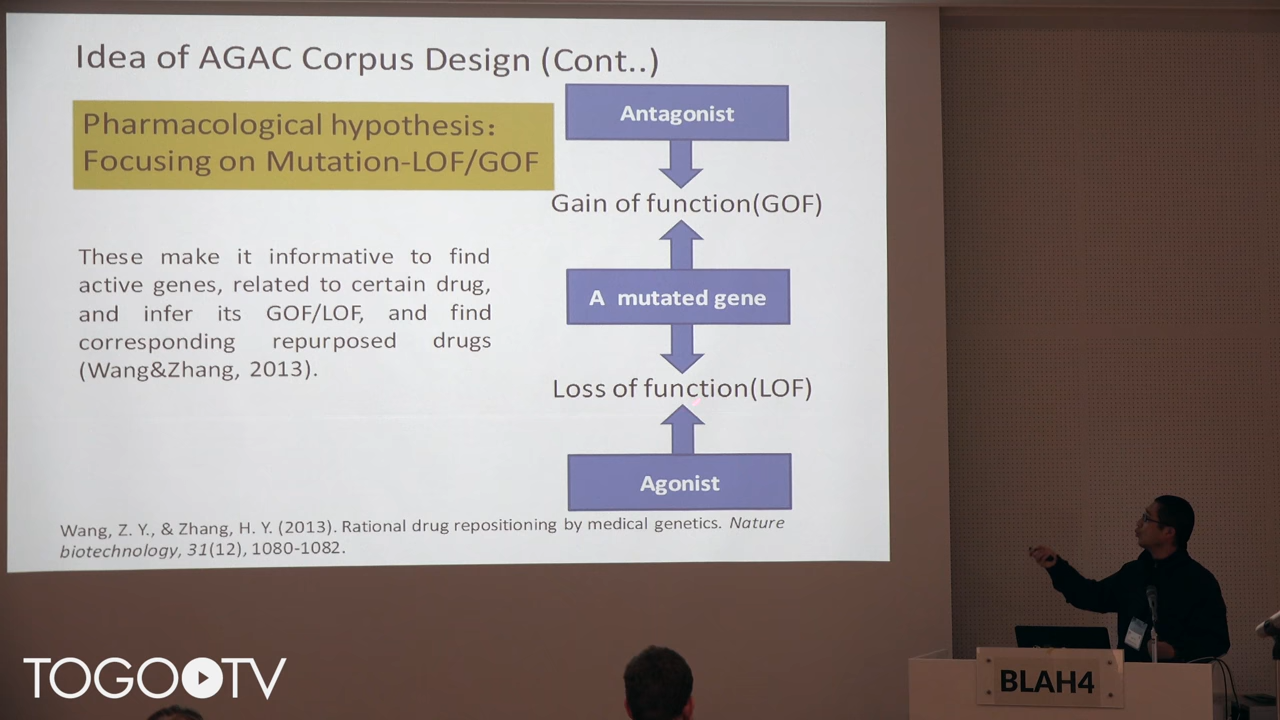 Idea of AGAC Corpus Design (Cont..)
Pharmacological hypothesis:
Focusing on Mutation-LOF/GOF
These make it informative to find
active genes, related to certain drug,
and infer its GOF/LOF, and find
corresponding repurposed drugs
(Wang&Zhang, 2013).
Antagonist
Gain of function(GOF)
A mutated gene
Loss of function(LOF)
Agonist
Wang, Z. Y., & Zhang, H. Y. (2013). Rational drug repositioning by medical genetics. Nature
biotechnology, 31(12), 1080-1082.
TOGO TV
BLAH4